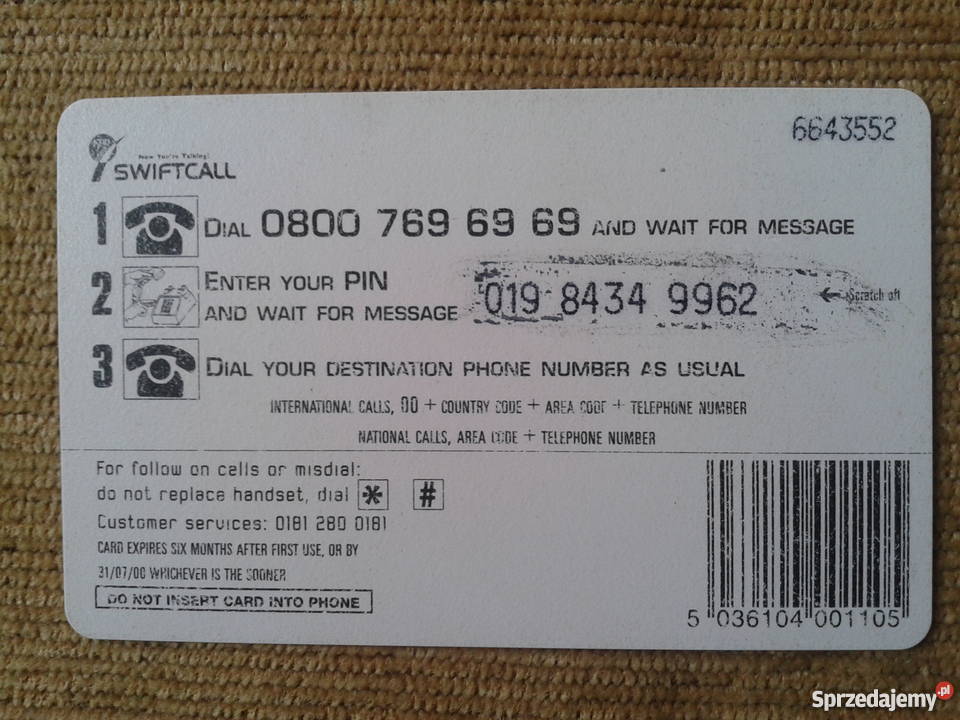 6643552
Now You're Talking!
SWIFTCALL
1 DIAL 0800 769 69 69 AND WAIT FOR MESSAGE
2 ENTER YOUR PIN
AND WAIT FOR MESSAGE 019 8434 9962 ← Scratch off
3 DIAL YOUR DESTINATION PHONE NUMBER AS USUAL
INTERNATIONAL CALLS, 00 + COUNTRY CODE + AREA CODE + TELEPHONE NUMBER
NATIONAL CALLS, AREA CODE + TELEPHONE NUMBER
For follow on calls or misdial:
do not replace handset, dial * #
Customer services: 0181 280 0181
CARD EXPIRES SIX MONTHS AFTER FIRST USE, OR BY
31/07/00 WHICHEVER IS THE SOONER
DO NOT INSERT CARD INTO PHONE
5 036104 001105
Sprzedajemy.pl